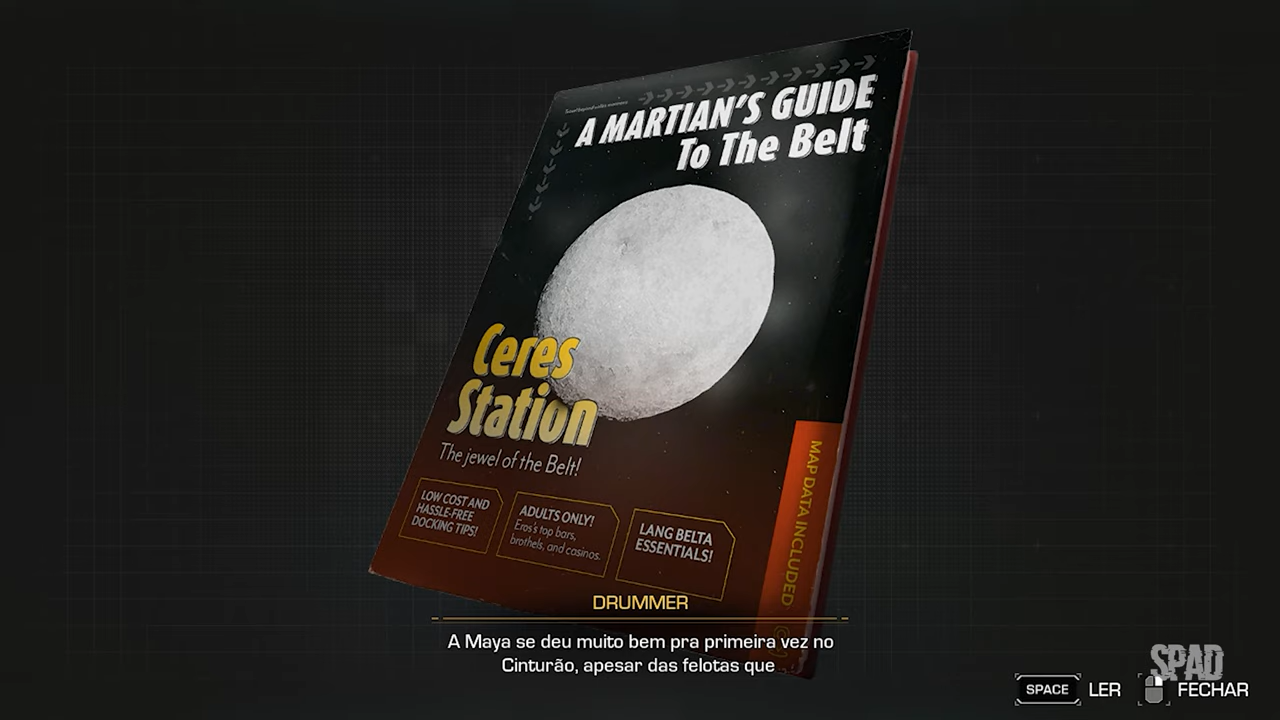 A MARTIAN'S GUIDE
To The Belt
Ceres
Station
The jewel of the Belt!
LOW COST AND
HASSLE-FREE
DOCKING TIPS!
ADULTS ONLY!
Eros's top bars,
brothels, and casinos.
LANG BELTA
ESSENTIALS!
MAP DATA INCLUDED
DRUMMER
A Maya se deu muito bem pra primeira vez no
Cinturão, apesar das felotas que
SPAD
SPACE LER FECHAR